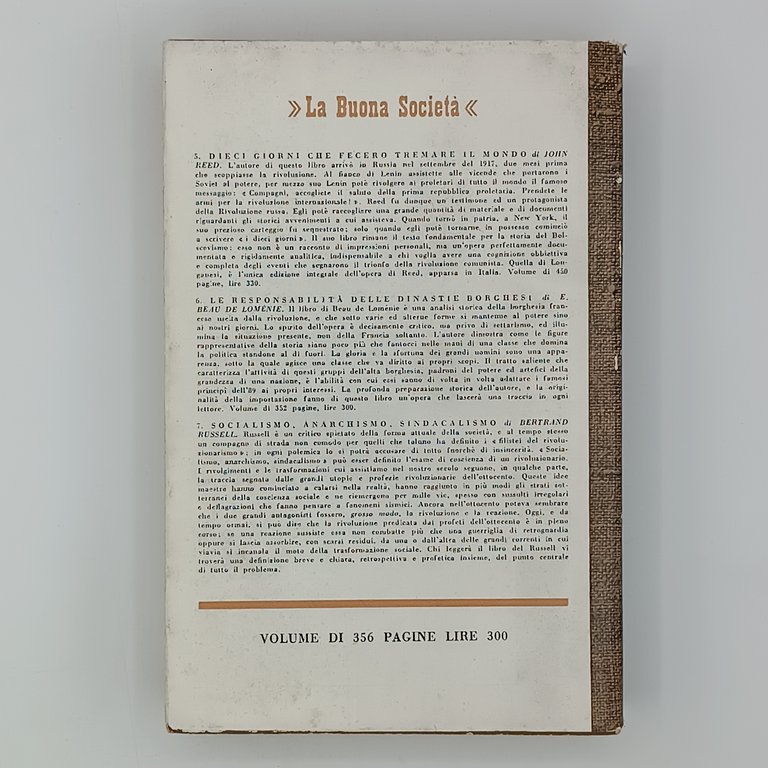 »La Buona Società«
5. DIECI GIORNI CHE FECERO TREMARE IL MONDO di JOHN
REED. L'autore di questo libro arrivò in Russia nel settembre del 1917, due mesi prima
che scoppiasse la rivoluzione. Al fianco di Lenin assistette alle vicende che portarono i
Soviet al potere, per mezzo suo Lenin potè rivolgere ai proletari di tutto il mondo il famoso
messaggio: « Compagni, accogliete il saluto della prima repubblica proletaria. Prendete le
armi per la rivoluzione internazionale! ». Reed fu dunque un testimone ed un protagonista
della Rivoluzione russa. Egli potè raccogliere una grande quantità di materiale e di documenti
riguardanti gli storici avvenimenti a cui assisteva. Quando tornò in patria, a New York, il
suo prezioso carteggio fu sequestrato; solo quando egli potè tornarne in possesso cominciò
a scrivere « i dieci giorni ». Il suo libro rimane il testo fondamentale per la storia del Bol-
scevismo: esso non è un racconto di impressioni personali, ma un'opera perfettamente docu-
mentata e rigidamente analitica, indispensabile a chi voglia avere una cognizione obbiettiva
e completa degli eventi che segnarono il trionfo della rivoluzione comunista. Quella di Lon-
ganesi, è l'unica edizione integrale dell'opera di Reed, apparsa in Italia. Volume di 450
pagine, lire 330.
6. LE RESPONSABILITÀ DELLE DINASTIE BORGHESI di E.
BEAU DE LOMÉNIE. Il libro di Beau de Loménie è una analisi storica della borghesia fran-
cese uscita dalla rivoluzione, e che sotto varie ed alterne forme si mantenne al potere sino
ai nostri giorni. Lo spirito dell'opera è decisamente critico, ma privo di settarismo, ed illu-
mina la situazione presente, non della Francia soltanto. L'autore dimostra come le figure
rappresentative della storia siano poco più che fantocci nelle mani di una classe che domina
la politica standone al di fuori. La gloria e la sfortuna dei grandi uomini sono una appa-
renza, sotto la quale agisce una classe che va diritto ai propri scopi. Il tratto saliente che
caratterizza l'attività di questi gruppi dell'alta borghesia, padroni del potere ed artefici della
grandezza di una nazione, è l'abilità con cui essi sanno di volta in volta adattare i famosi
principî dell'89 ai propri interessi. La profonda preparazione storica dell'autore, e la origi-
nalità della impostazione fanno di questo libro un'opera che lascerà una traccia in ogni
lettore. Volume di 352 pagine, lire 300.
7. SOCIALISMO, ANARCHISMO, SINDACALISMO di BERTRAND
RUSSELL. Russell è un critico spietato della forma attuale della società, e al tempo stesso
un compagno di strada non comodo per quelli che taluno ha definito i « filistei del rivolu-
zionarismo »; in ogni polemica lo si potrà accusare di tutto fuorchè di insincerità. « Socia-
lismo, anarchismo, sindacalismo » può esser definito l'esame di coscienza di un rivoluzionario.
I rivolgimenti e le trasformazioni cui assistiamo nel nostro secolo seguono, in qualche parte,
la traccia segnata dalle grandi utopie e profezie rivoluzionarie dell'ottocento. Queste idee
maestre hanno cominciato a calarsi nella realtà, hanno raggiunto in più modi gli strati sot-
terranei della coscienza sociale e ne riemergono per mille vie, spesso con sussulti irregolari
e deflagrazioni che fanno pensare a fenomeni sismici. Ancora nell'ottocento poteva sembrare
che i due grandi antagonisti fossero, grosso modo, la rivoluzione e la reazione. Oggi, e da
tempo ormai, si può dire che la rivoluzione predicata dai profeti dell'ottocento è in pieno
corso; se una reazione sussiste essa non combatte più che una guerriglia di retroguardia
oppure si lascia assorbire, con scarsi residui, da una o dall'altra delle grandi correnti in cui
viavia si incanala il moto della trasformazione sociale. Chi leggerà il libro del Russell vi
troverà una definizione breve e chiara, retrospettiva e profetica insieme, del punto centrale
di tutto il problema.
VOLUME DI 356 PAGINE LIRE 300